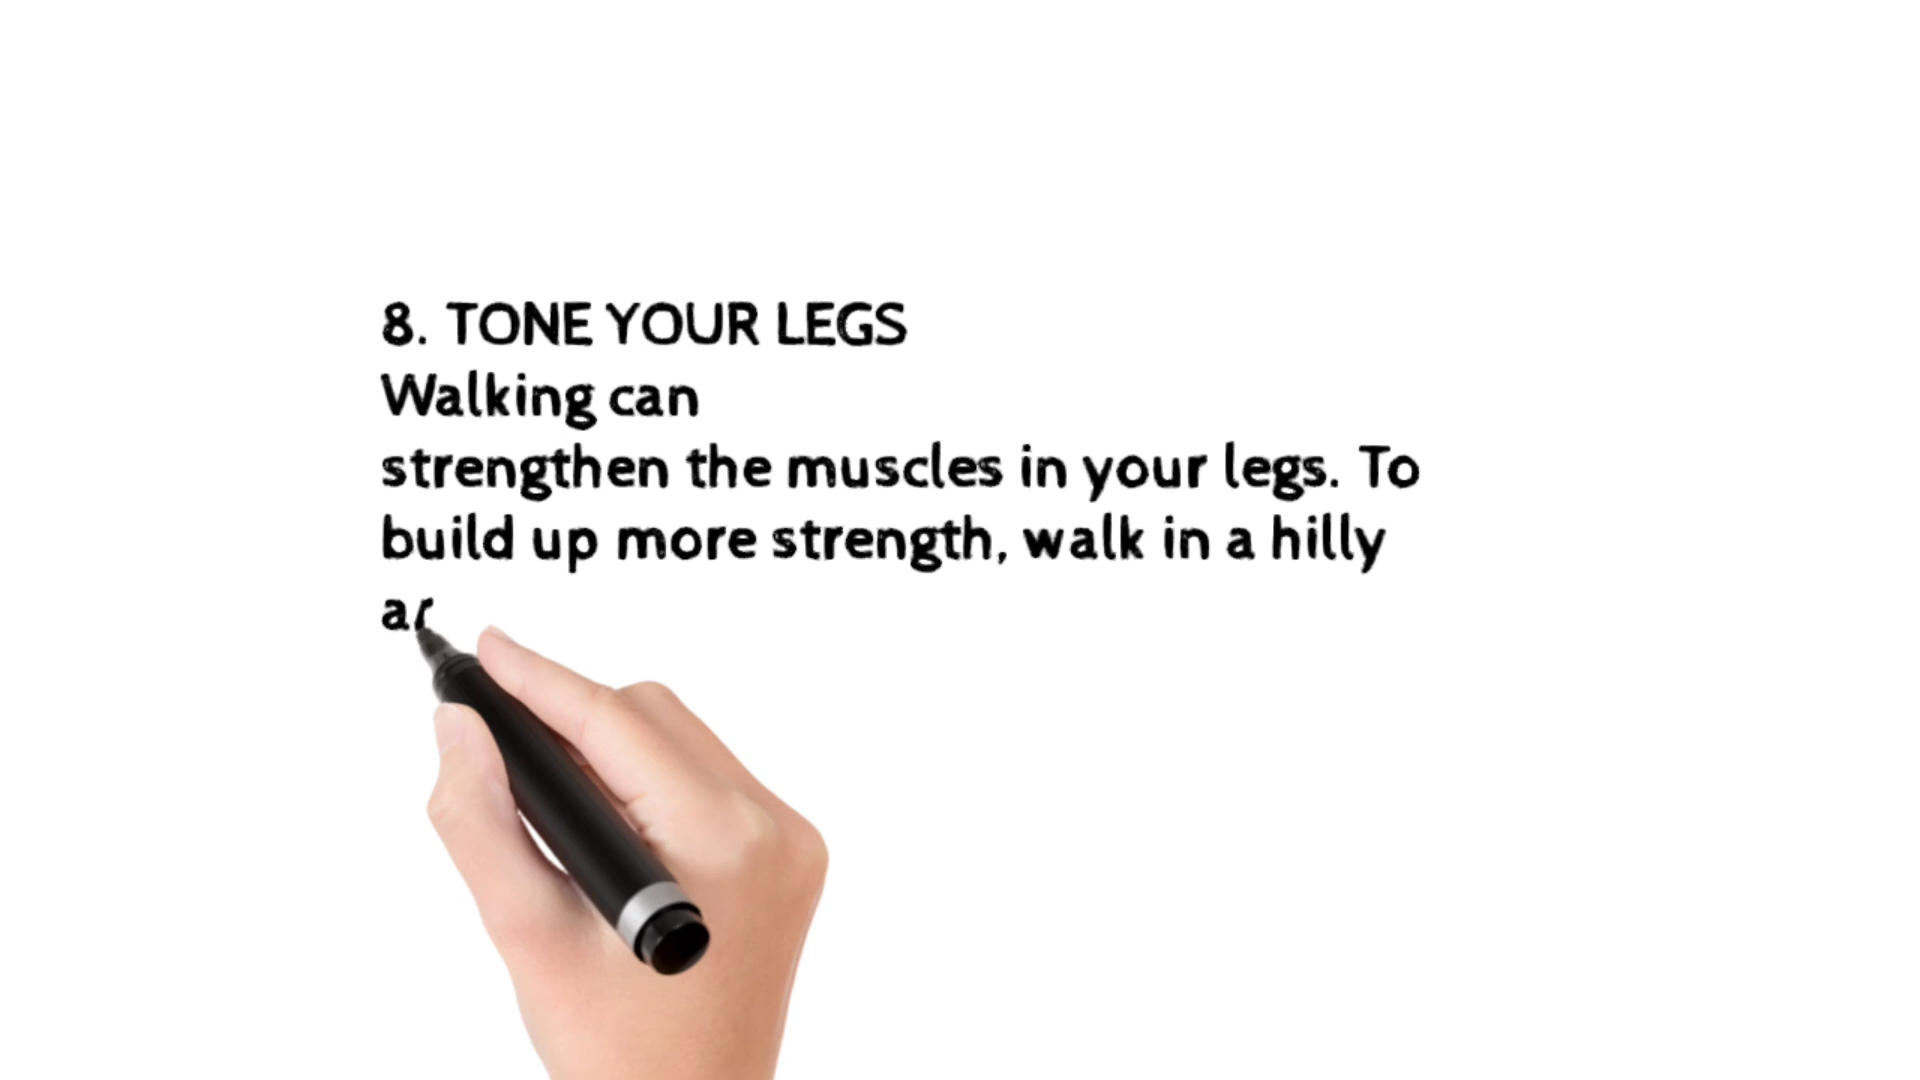 8. TONE YOUR LEGS
Walking can
strengthen the muscles in your legs. To
build up more strength, walk in a hilly
ar